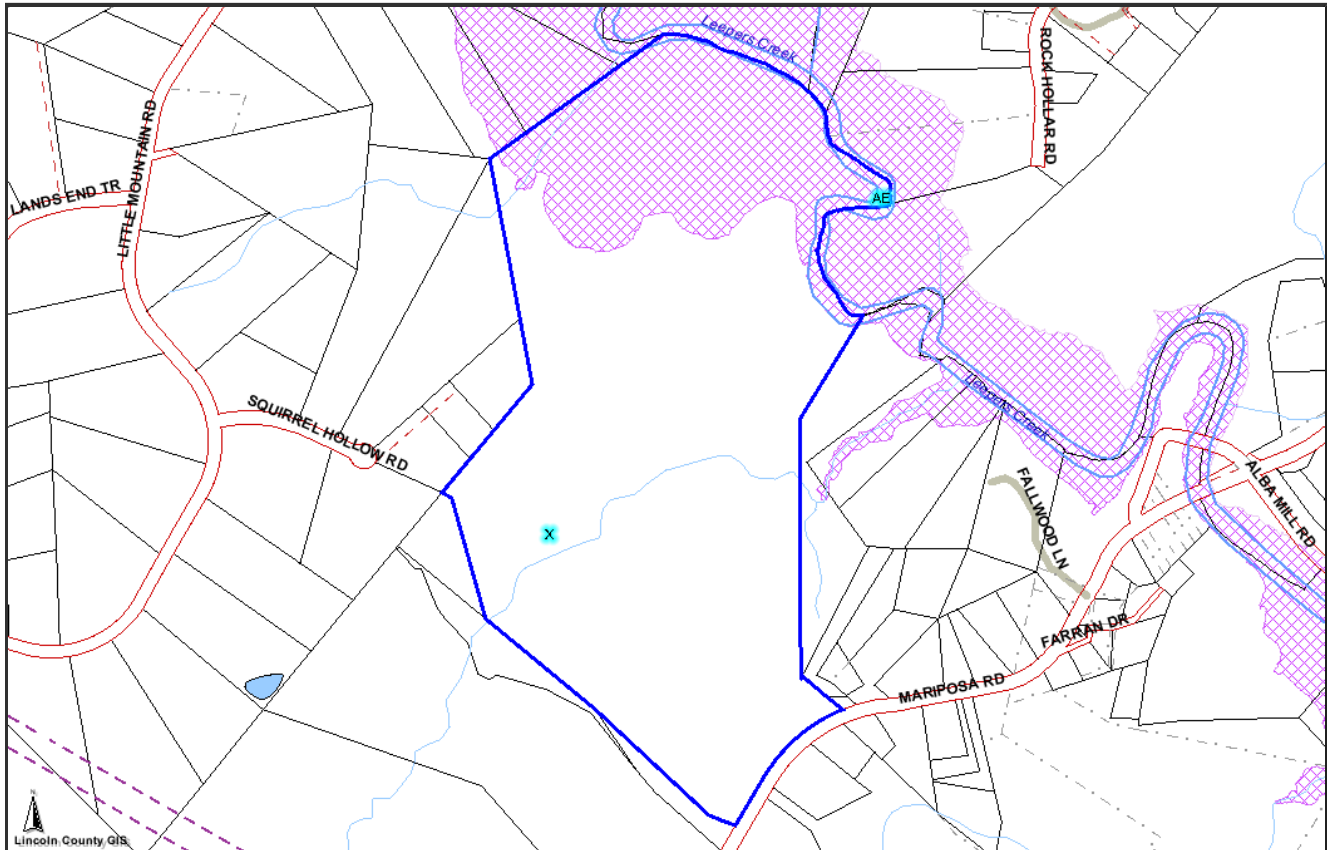 Leepers Creek
ROCK HOLLAR RD
LITTLE MOUNTAIN RD
LANDS END TR
AE
SQUIRREL HOLLOW RD
Leepers Creek
FALLWOOD LN
ALBA MILL RD
X
FARRAN DR
MARIPOSA RD
N
Lincoln County GIS